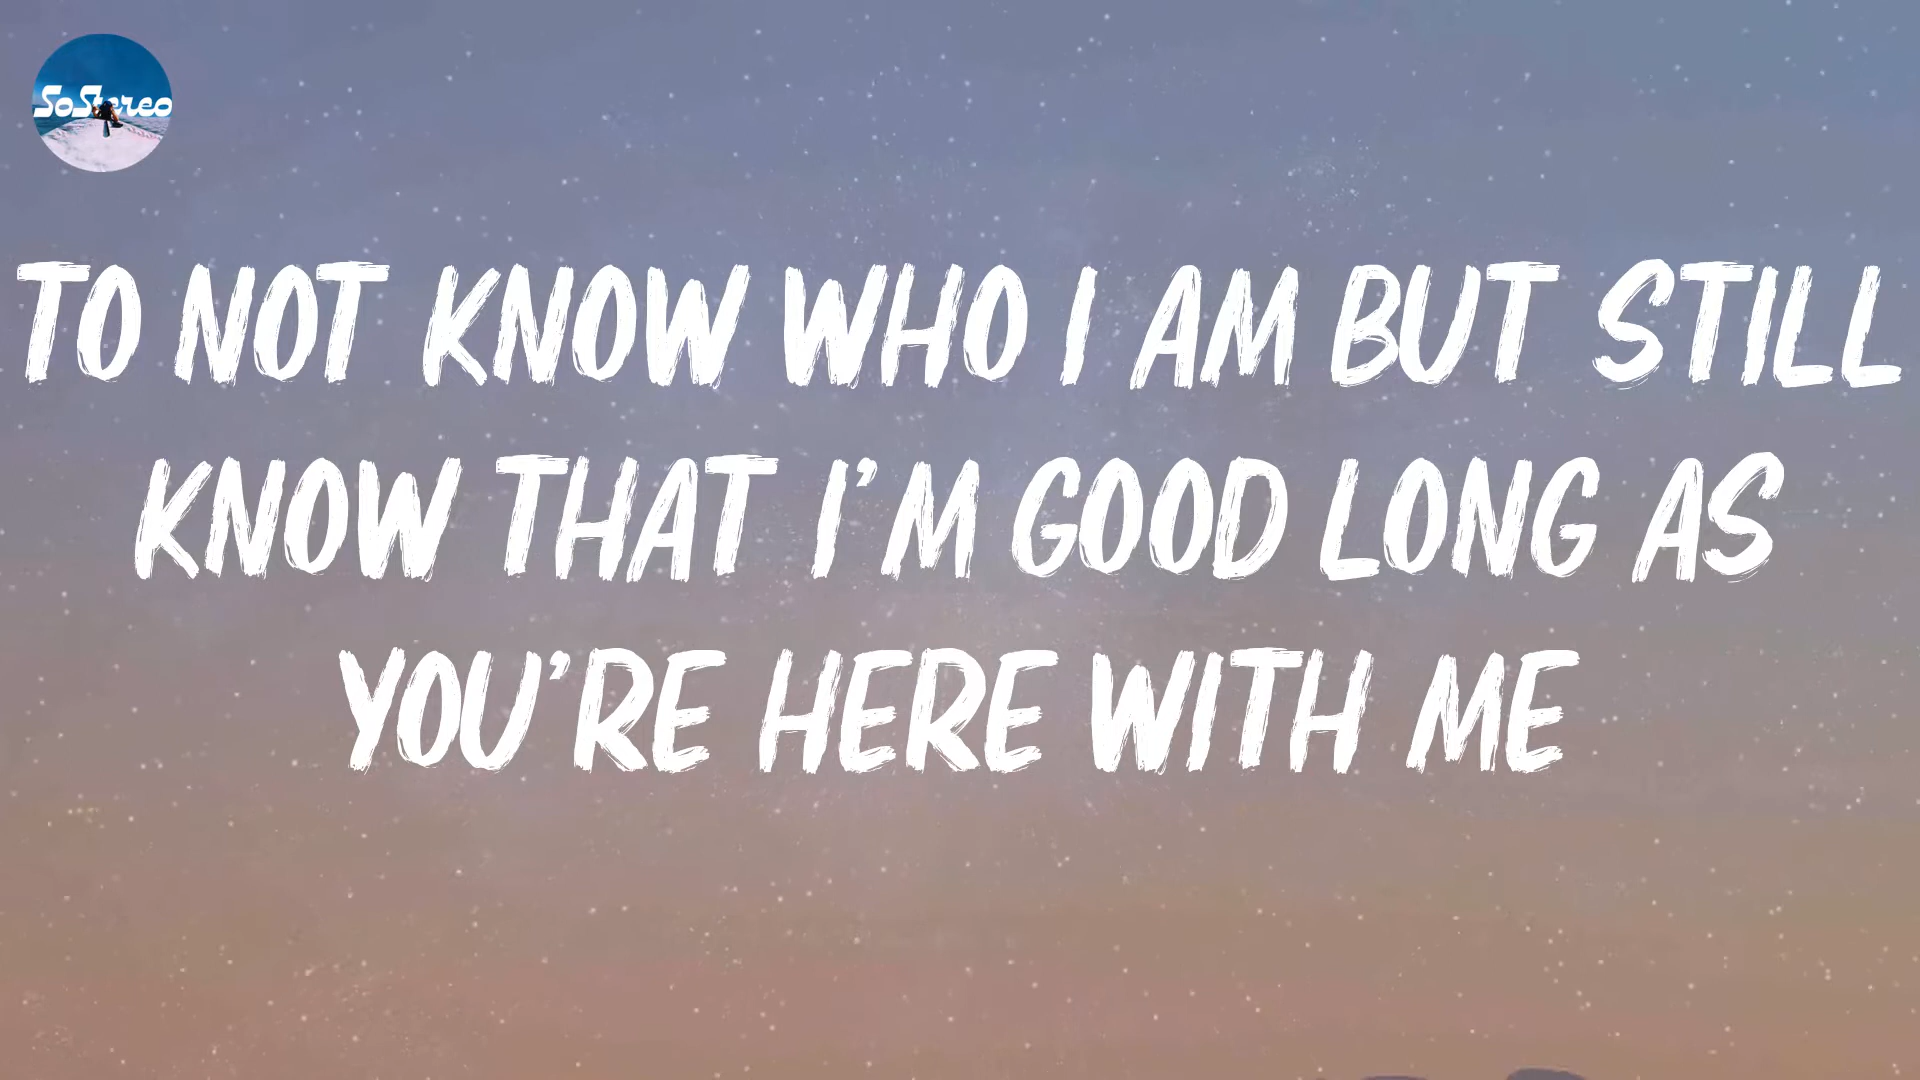 SoStereo
TO NOT KNOW WHO I AM BUT STILL
KNOW THAT I'M GOOD LONG AS
YOU'RE HERE WITH ME